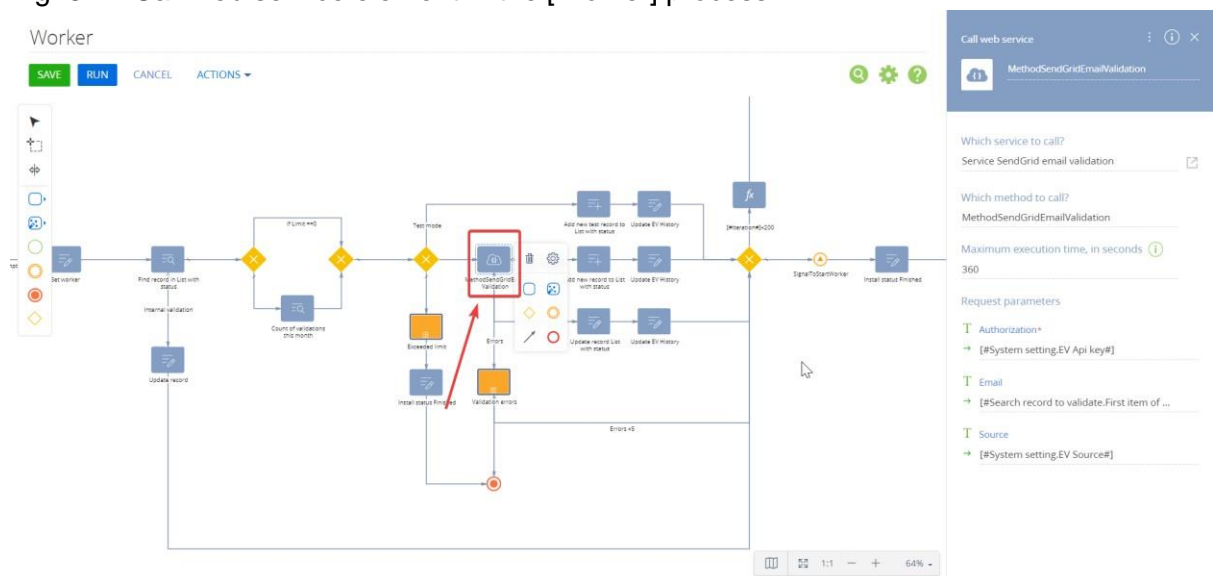 Worker
SAVE
RUN
CANCEL
ACTIONS
Call web service
MethodSendGridEmailValidation
Which service to call?
Service SendGrid email validation
Which method to call?
MethodSendGridEmailValidation
Maximum execution time, in seconds
360
Request parameters
T Authorization*
[#System setting.EV Api key#]
T Email
[#Search record to validate.First item of ...
T Source
[#System setting.EV Source#]
if Limit ==0
Test mode
Set worker
Find record in List with
status
Internal validation
Count of validations
this month
Update record
MethodSendGridE
Validation
Exceeded limit
Errors
Install status Finished
Validation errors
Errors <5
Add new test record to
List with status
Update EV History
Add new record to List
with status
Update EV History
Update record List
with status
Update EV History
fx
[#Iteration#]<200
SignalToStartWorker
Install status Finished
1:1
64%